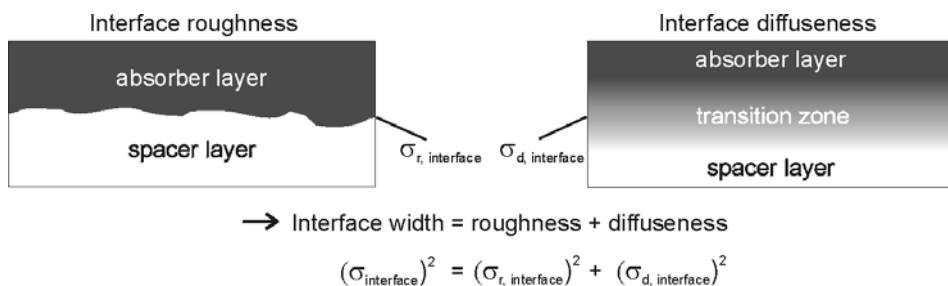 Interface roughness
absorber layer
spacer layer
σr, interface
Interface diffuseness
absorber layer
transition zone
spacer layer
σd, interface
→ Interface width = roughness + diffuseness
(σinterface)² = (σr, interface)² + (σd, interface)²